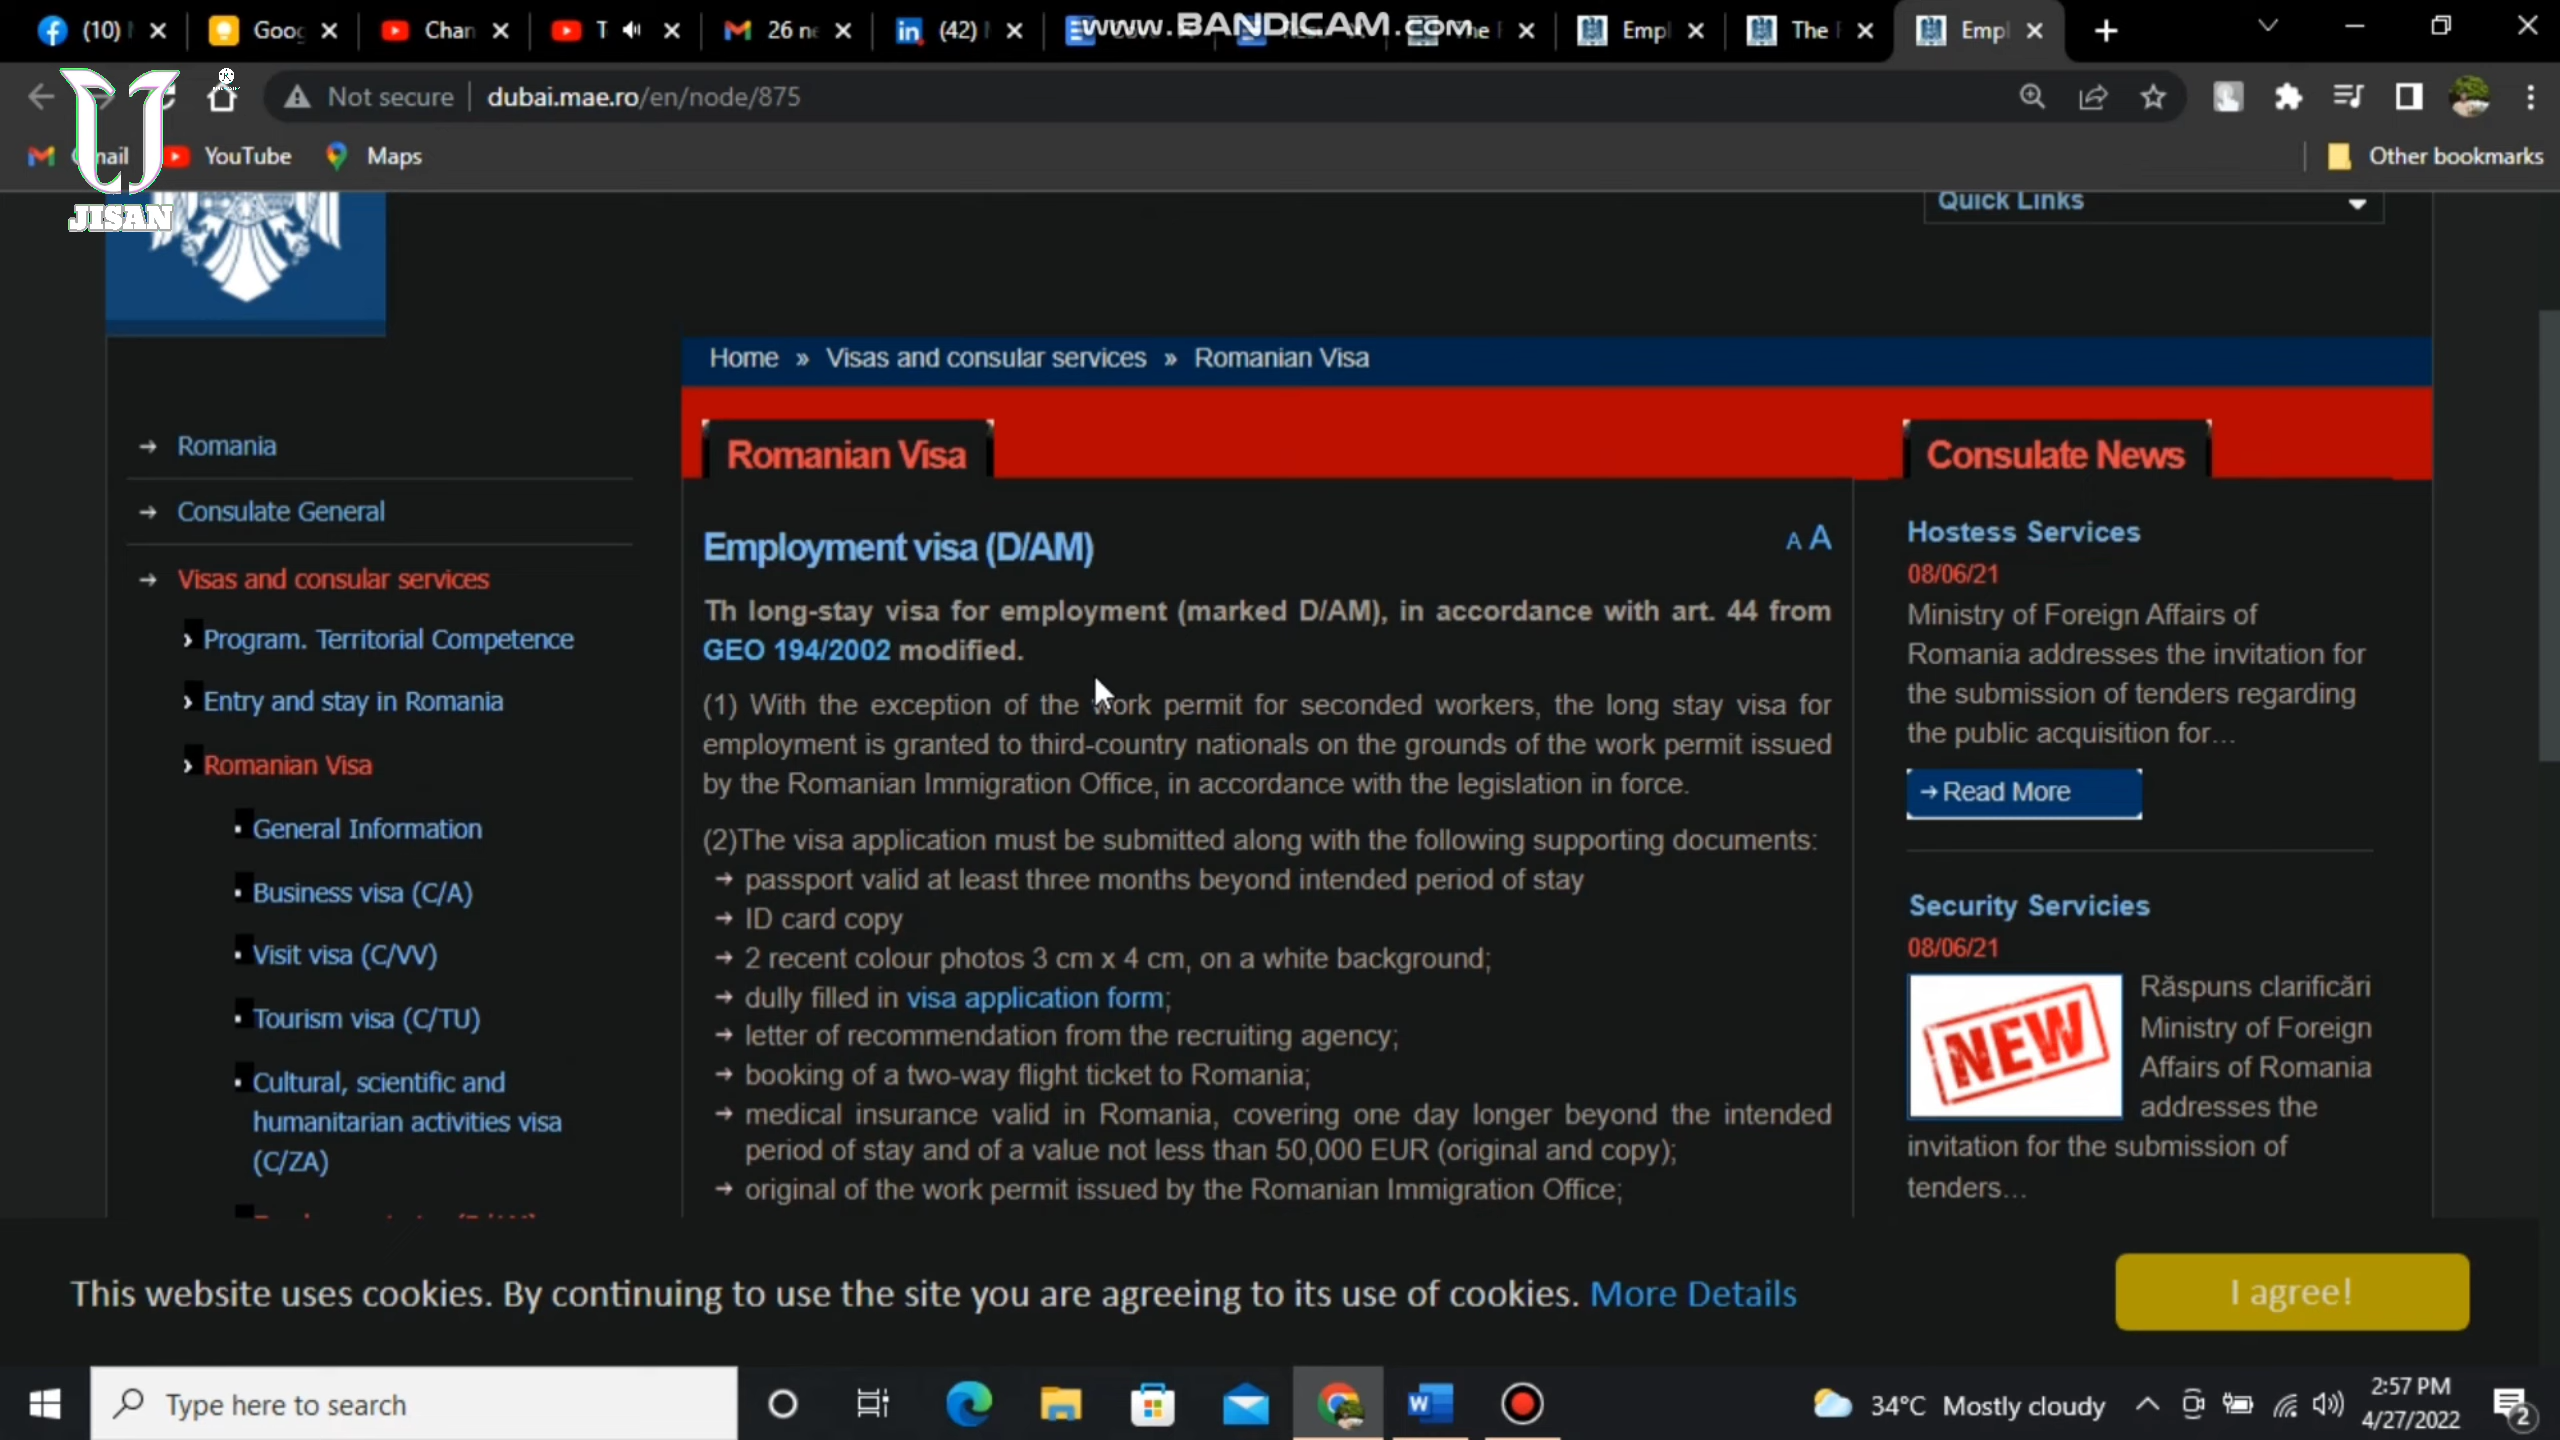 (10)
Goog
Chan
T
26 ne
(42)
www.BANDICAM.com
Empl
The
Empl
Not secure
dubai.mae.ro/en/node/875
YouTube
Maps
Other bookmarks
JISAN
Quick Links
Home » Visas and consular services » Romanian Visa
Romania
Consulate General
Visas and consular services
Program. Territorial Competence
Entry and stay in Romania
Romanian Visa
General Information
Business visa (C/A)
Visit visa (C/VV)
Tourism visa (C/TU)
Cultural, scientific and
humanitarian activities visa
(C/ZA)
Romanian Visa
Employment visa (D/AM)
A A
Th long-stay visa for employment (marked D/AM), in accordance with art. 44 from
GEO 194/2002 modified.
(1) With the exception of the work permit for seconded workers, the long stay visa for
employment is granted to third-country nationals on the grounds of the work permit issued
by the Romanian Immigration Office, in accordance with the legislation in force.
(2)The visa application must be submitted along with the following supporting documents:
→ passport valid at least three months beyond intended period of stay
→ ID card copy
→ 2 recent colour photos 3 cm x 4 cm, on a white background;
→ dully filled in visa application form;
→ letter of recommendation from the recruiting agency;
→ booking of a two-way flight ticket to Romania;
→ medical insurance valid in Romania, covering one day longer beyond the intended
period of stay and of a value not less than 50,000 EUR (original and copy);
→ original of the work permit issued by the Romanian Immigration Office;
Consulate News
Hostess Services
08/06/21
Ministry of Foreign Affairs of
Romania addresses the invitation for
the submission of tenders regarding
the public acquisition for...
→ Read More
Security Servicies
08/06/21
NEW
Răspuns clarificări
Ministry of Foreign
Affairs of Romania
addresses the
invitation for the submission of
tenders...
This website uses cookies. By continuing to use the site you are agreeing to its use of cookies. More Details
I agree!
Type here to search
34°C Mostly cloudy
2:57 PM
4/27/2022
2